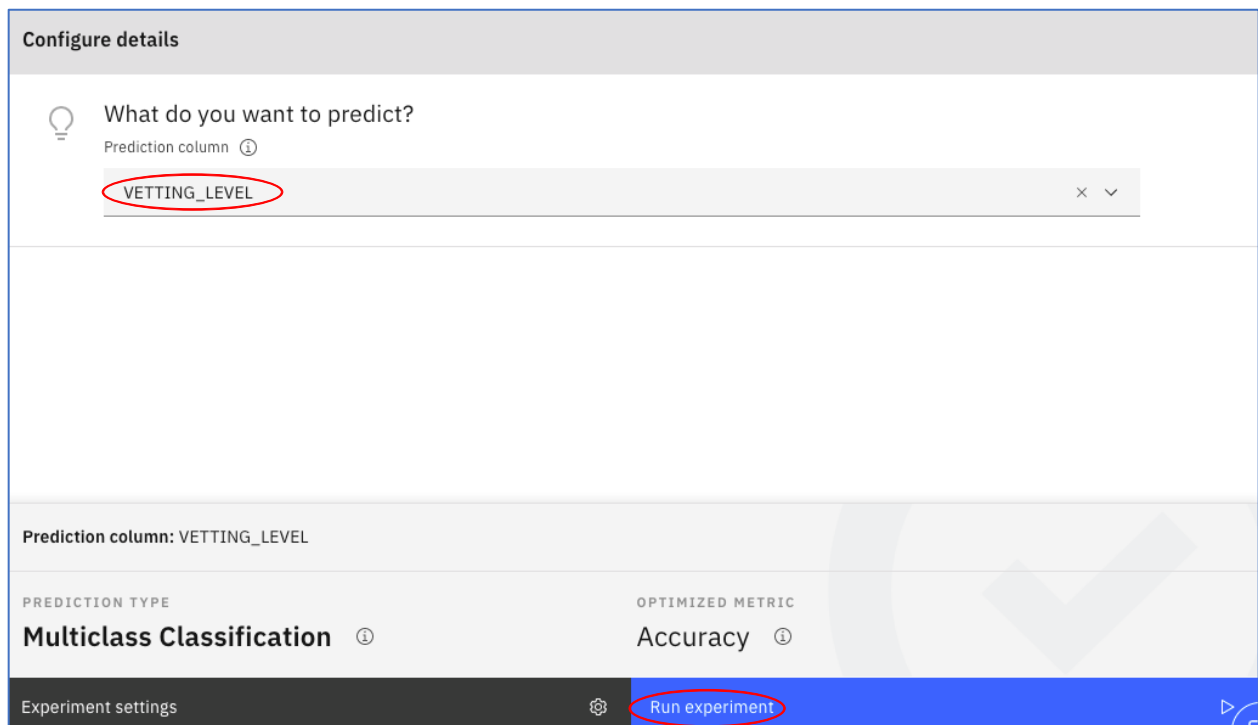 Configure details
What do you want to predict?
Prediction column
VETTING_LEVEL
Prediction column: VETTING_LEVEL
PREDICTION TYPE
OPTIMIZED METRIC
Multiclass Classification
Accuracy
Experiment settings
Run experiment